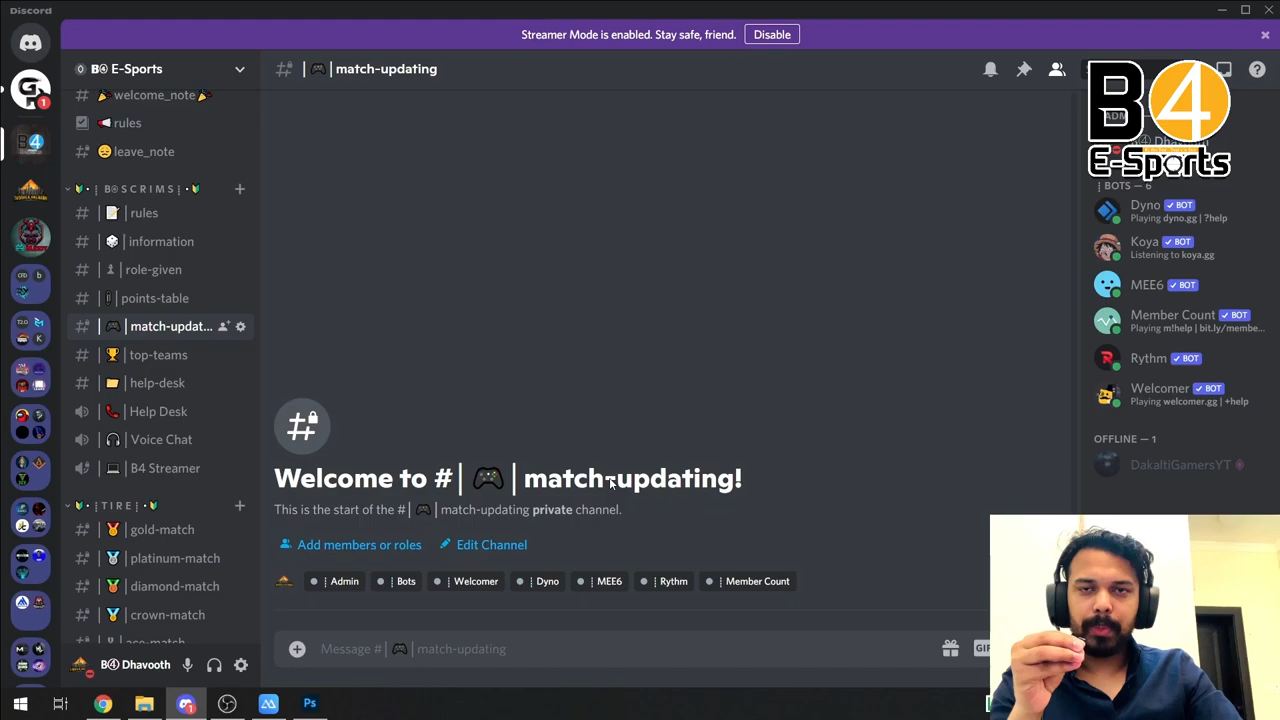 Discord
Streamer Mode is enabled. Stay safe, friend. Disable
B④ E-Sports
welcome_note
rules
leave_note
B④ S C R I M S
rules
information
role-given
points-table
match-updat...
top-teams
help-desk
Help Desk
Voice Chat
B4 Streamer
T I R E
gold-match
platinum-match
diamond-match
crown-match
B④ Dhavooth
| match-updating
Welcome to #| | match-updating!
This is the start of the #| | match-updating private channel.
Add members or roles Edit Channel
Admin Bots Welcomer Dyno MEE6 Rythm Member Count
Message #| | match-updating
GIF
B4
E-Sports
BOTS — 6
Dyno ✓ BOT
Playing dyno.gg | ?help
Koya ✓ BOT
Listening to koya.gg
MEE6 ✓ BOT
Member Count ✓ BOT
Playing m!help | bit.ly/membe...
Rythm ✓ BOT
Welcomer ✓ BOT
Playing welcomer.gg | +help
OFFLINE — 1
DakaltiGamersYT
Ps